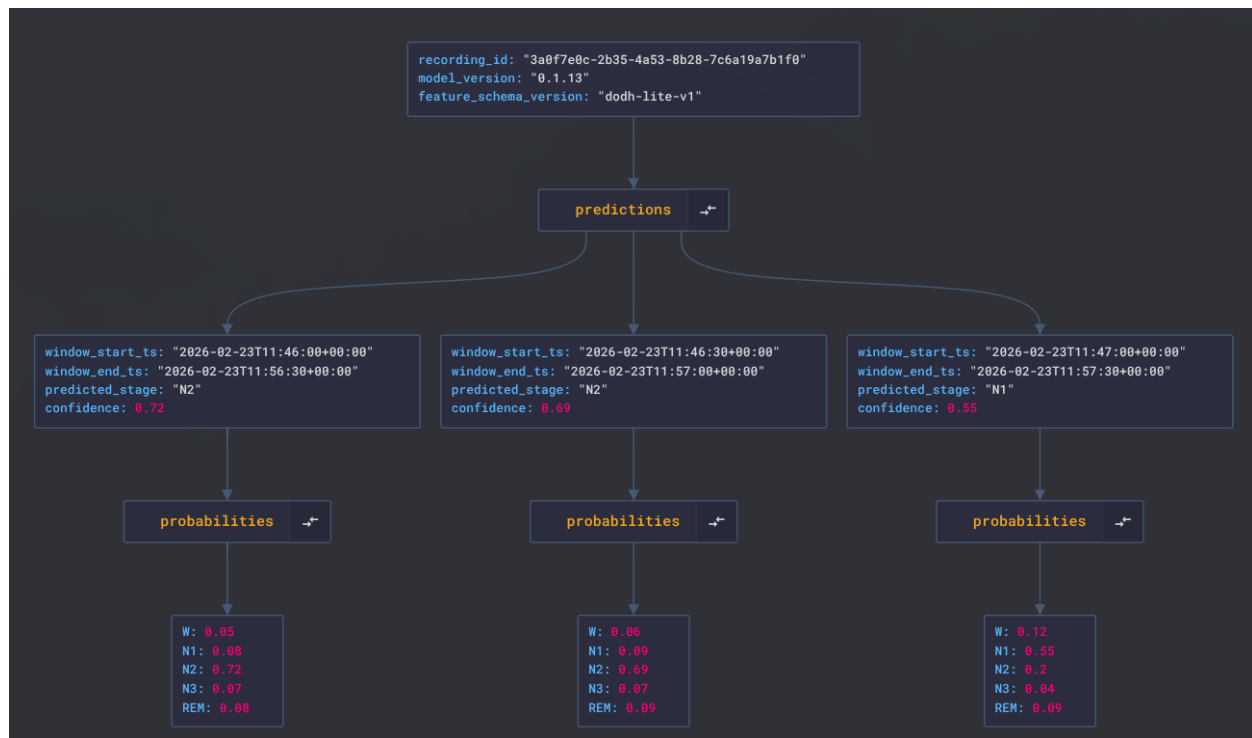 recording_id: "3a0f7e0c-2b35-4a53-8b28-7c6a19a7b1f0"
model_version: "0.1.13"
feature_schema_version: "dodh-lite-v1"
predictions
window_start_ts: "2026-02-23T11:46:00+00:00"
window_end_ts: "2026-02-23T11:56:30+00:00"
predicted_stage: "N2"
confidence: 0.72
window_start_ts: "2026-02-23T11:46:30+00:00"
window_end_ts: "2026-02-23T11:57:00+00:00"
predicted_stage: "N2"
confidence: 0.69
window_start_ts: "2026-02-23T11:47:00+00:00"
window_end_ts: "2026-02-23T11:57:30+00:00"
predicted_stage: "N1"
confidence: 0.55
probabilities
probabilities
probabilities
W: 0.05
N1: 0.08
N2: 0.72
N3: 0.07
REM: 0.08
W: 0.06
N1: 0.09
N2: 0.69
N3: 0.07
REM: 0.09
W: 0.12
N1: 0.55
N2: 0.2
N3: 0.04
REM: 0.09